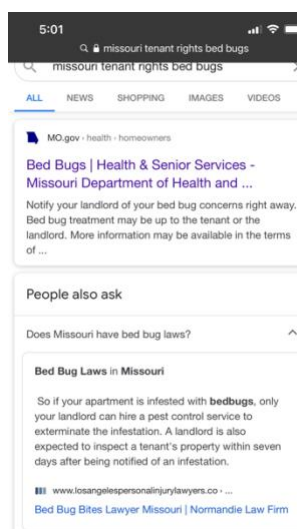 5:01
missouri tenant rights bed bugs
missouri tenant rights bed bugs
ALL NEWS SHOPPING IMAGES VIDEOS
MO.gov › health › homeowners
Bed Bugs | Health & Senior Services -
Missouri Department of Health and ...
Notify your landlord of your bed bug concerns right away.
Bed bug treatment may be up to the tenant or the
landlord. More information may be available in the terms
of ...
People also ask
Does Missouri have bed bug laws?
Bed Bug Laws in Missouri
So if your apartment is infested with bedbugs, only
your landlord can hire a pest control service to
exterminate the infestation. A landlord is also
expected to inspect a tenant's property within seven
days after being notified of an infestation.
www.losangelespersonalinjurylawyers.co › ...
Bed Bug Bites Lawyer Missouri | Normandie Law Firm